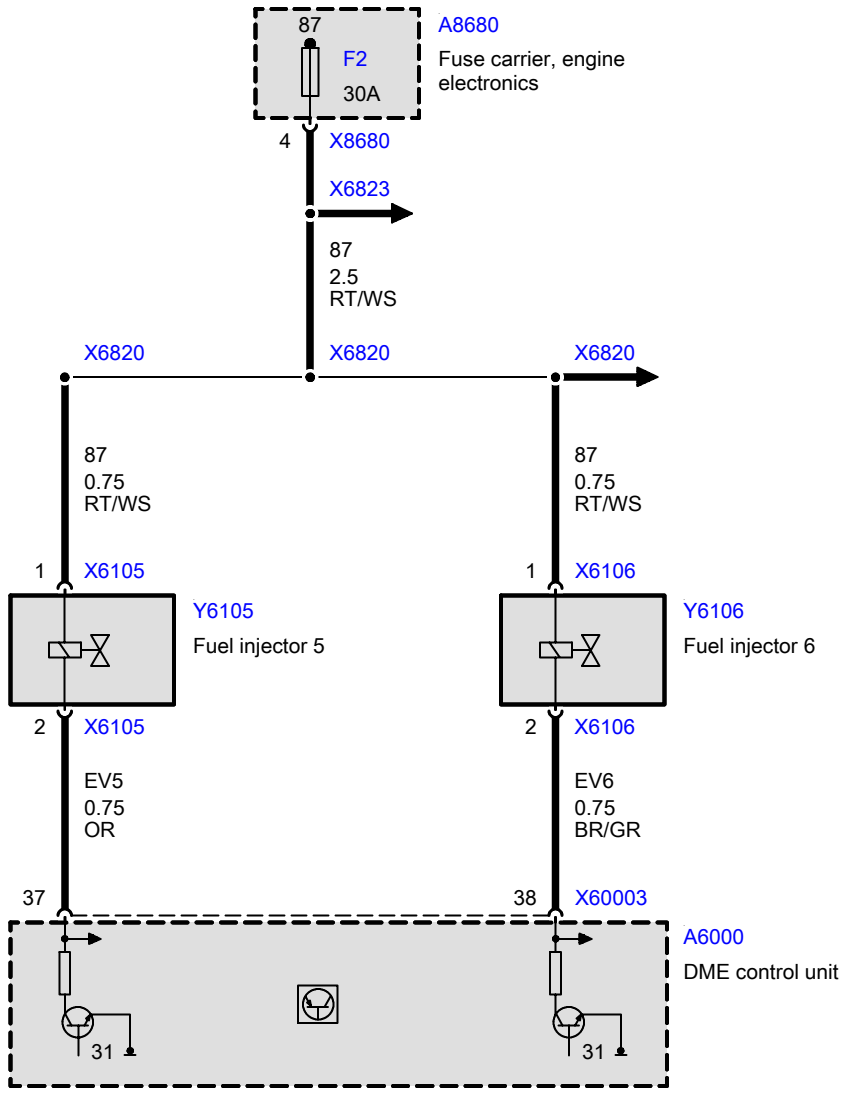 87
A8680
F2
Fuse carrier, engine
electronics
30A
4
X8680
X6823
87
2.5
RT/WS
X6820
X6820
X6820
87
0.75
RT/WS
87
0.75
RT/WS
1
X6105
1
X6106
Y6105
Fuel injector 5
Y6106
Fuel injector 6
2
X6105
2
X6106
EV5
0.75
OR
EV6
0.75
BR/GR
37
38
X60003
A6000
DME control unit
31
31